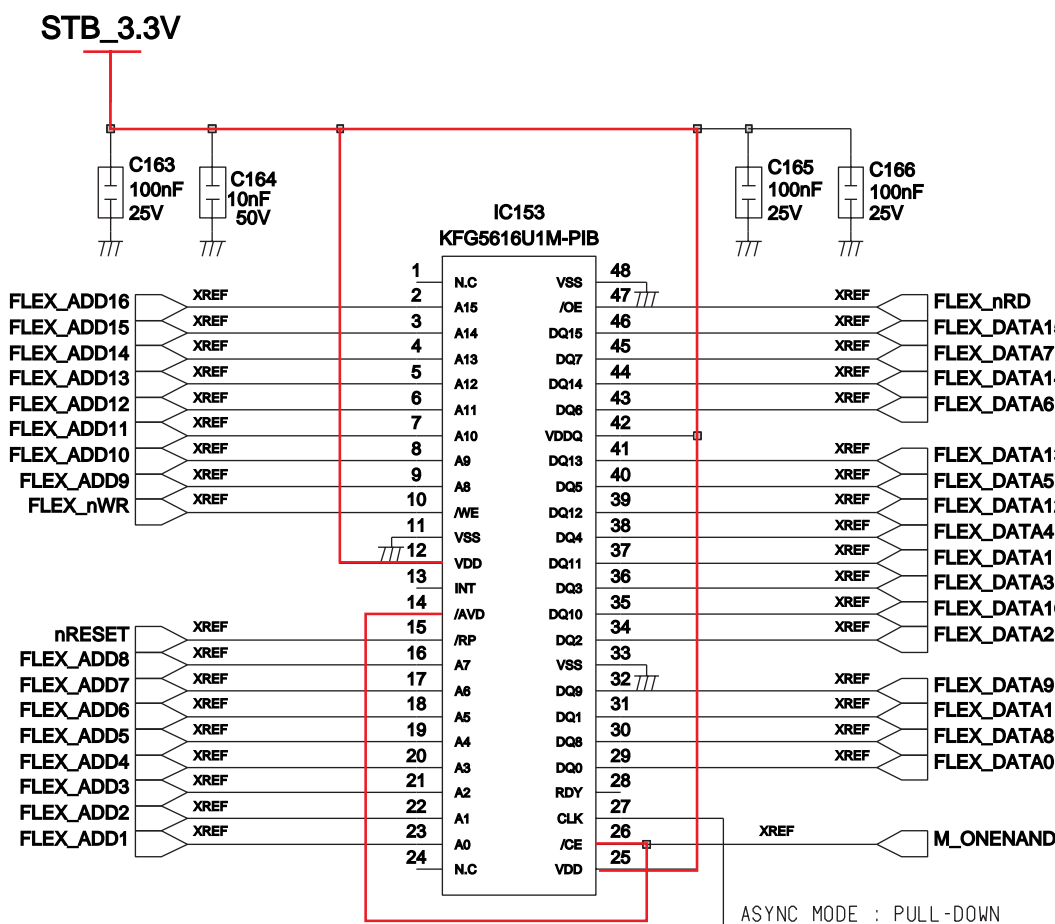 STB_3.3V
C163
100nF
25V
C164
10nF
50V
C165
100nF
25V
C166
100nF
25V
IC153
KFG5616U1M-PIB
1 N.C VSS 48
FLEX_ADD16 XREF 2 A15 /OE 47 XREF FLEX_nRD
FLEX_ADD15 XREF 3 A14 DQ15 46 XREF FLEX_DATA15
FLEX_ADD14 XREF 4 A13 DQ7 45 XREF FLEX_DATA7
FLEX_ADD13 XREF 5 A12 DQ14 44 XREF FLEX_DATA14
FLEX_ADD12 XREF 6 A11 DQ6 43 XREF FLEX_DATA6
FLEX_ADD11 XREF 7 A10 VDDQ 42
FLEX_ADD10 XREF 8 A9 DQ13 41 XREF FLEX_DATA13
FLEX_ADD9 XREF 9 A8 DQ5 40 XREF FLEX_DATA5
FLEX_nWR XREF 10 /WE DQ12 39 XREF FLEX_DATA12
11 VSS DQ4 38 XREF FLEX_DATA4
12 VDD DQ11 37 XREF FLEX_DATA1
13 INT DQ3 36 XREF FLEX_DATA3
14 /AVD DQ10 35 XREF FLEX_DATA10
nRESET XREF 15 /RP DQ2 34 XREF FLEX_DATA2
FLEX_ADD8 XREF 16 A7 VSS 33
FLEX_ADD7 XREF 17 A6 DQ9 32 XREF FLEX_DATA9
FLEX_ADD6 XREF 18 A5 DQ1 31 XREF FLEX_DATA1
FLEX_ADD5 XREF 19 A4 DQ8 30 XREF FLEX_DATA8
FLEX_ADD4 XREF 20 A3 DQ0 29 XREF FLEX_DATA0
FLEX_ADD3 XREF 21 A2 RDY 28
FLEX_ADD2 XREF 22 A1 CLK 27
FLEX_ADD1 XREF 23 A0 /CE 26 XREF M_ONENAND
24 N.C VDD 25
ASYNC MODE : PULL-DOWN